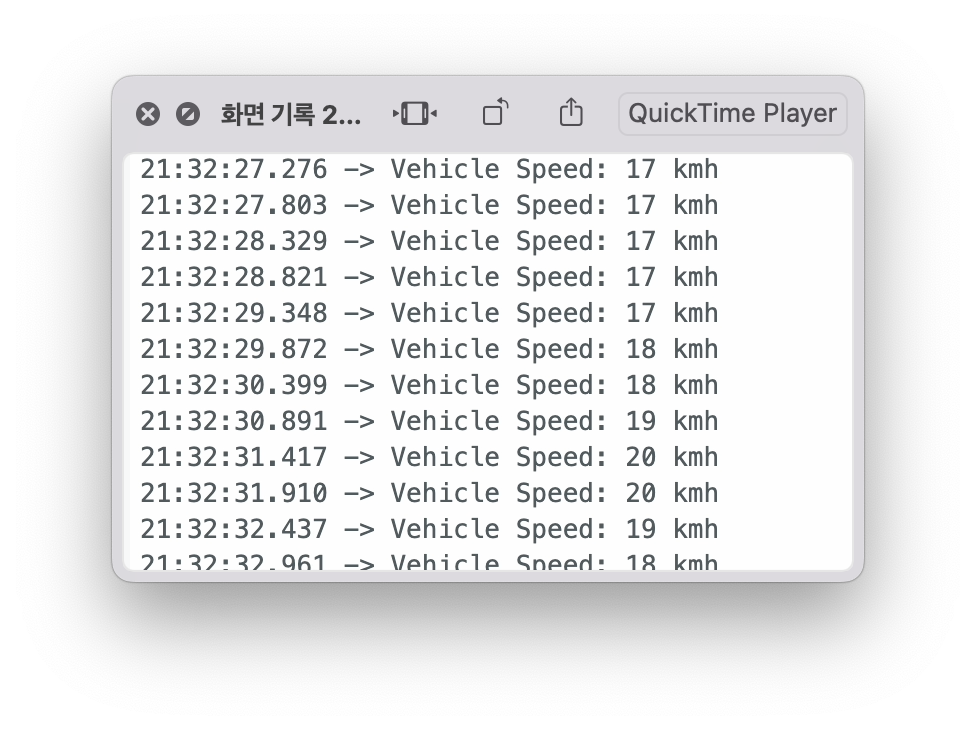 화면 기록 2... QuickTime Player
21:32:27.276 -> Vehicle Speed: 17 kmh
21:32:27.803 -> Vehicle Speed: 17 kmh
21:32:28.329 -> Vehicle Speed: 17 kmh
21:32:28.821 -> Vehicle Speed: 17 kmh
21:32:29.348 -> Vehicle Speed: 17 kmh
21:32:29.872 -> Vehicle Speed: 18 kmh
21:32:30.399 -> Vehicle Speed: 18 kmh
21:32:30.891 -> Vehicle Speed: 19 kmh
21:32:31.417 -> Vehicle Speed: 20 kmh
21:32:31.910 -> Vehicle Speed: 20 kmh
21:32:32.437 -> Vehicle Speed: 19 kmh
21:32:32.961 -> Vehicle Speed: 18 kmh